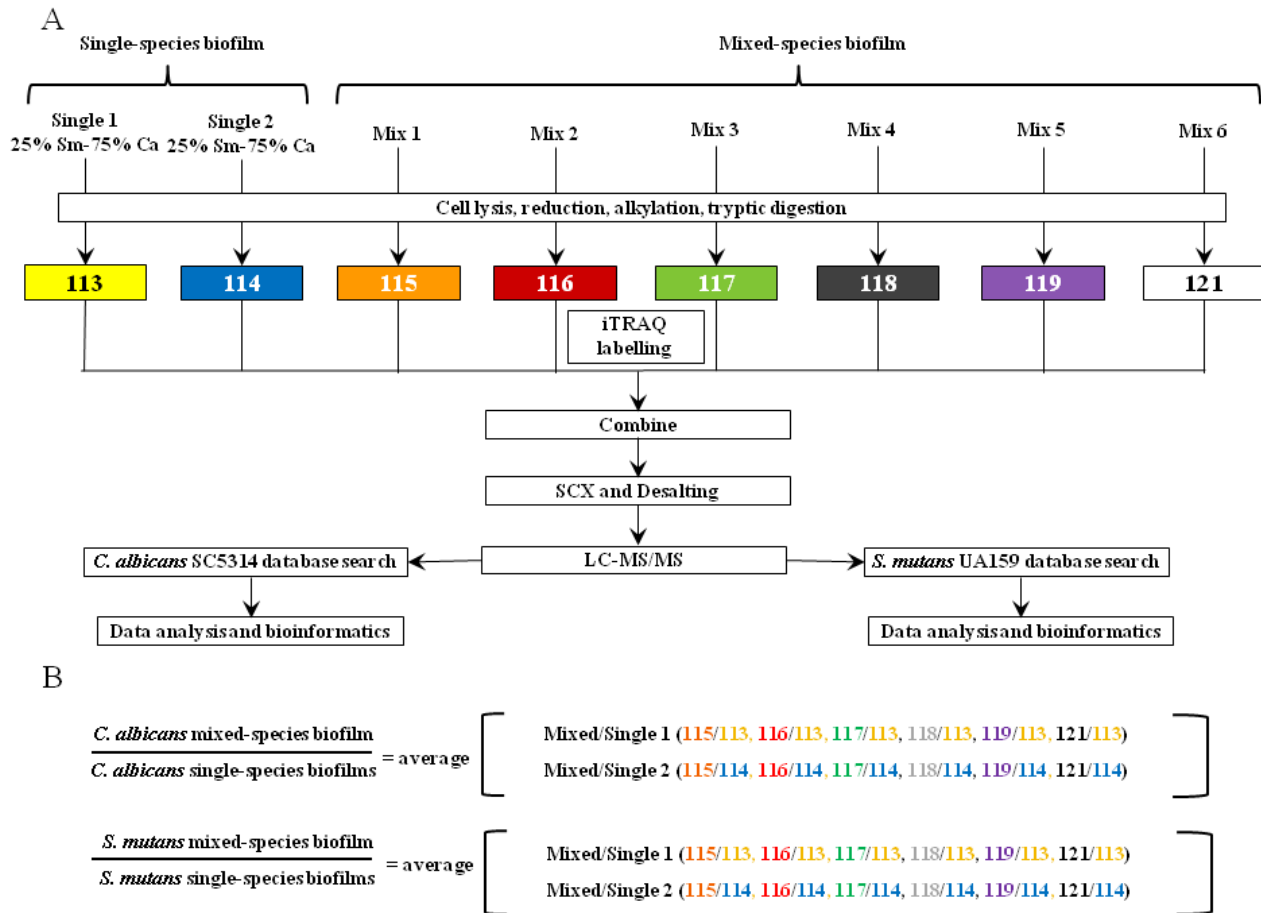 A
Single-species biofilm
Mixed-species biofilm
Single 1
25% Sm-75% Ca
Single 2
25% Sm-75% Ca
Mix 1
Mix 2
Mix 3
Mix 4
Mix 5
Mix 6
Cell lysis, reduction, alkylation, tryptic digestion
113
114
115
116
117
118
119
121
iTRAQ
labelling
Combine
SCX and Desalting
LC-MS/MS
C. albicans SC5314 database search
S. mutans UA159 database search
Data analysis and bioinformatics
Data analysis and bioinformatics
B
C. albicans mixed-species biofilm
C. albicans single-species biofilms
= average
Mixed/Single 1 (115/113, 116/113, 117/113, 118/113, 119/113, 121/113)
Mixed/Single 2 (115/114, 116/114, 117/114, 118/114, 119/114, 121/114)
S. mutans mixed-species biofilm
S. mutans single-species biofilms
= average
Mixed/Single 1 (115/113, 116/113, 117/113, 118/113, 119/113, 121/113)
Mixed/Single 2 (115/114, 116/114, 117/114, 118/114, 119/114, 121/114)